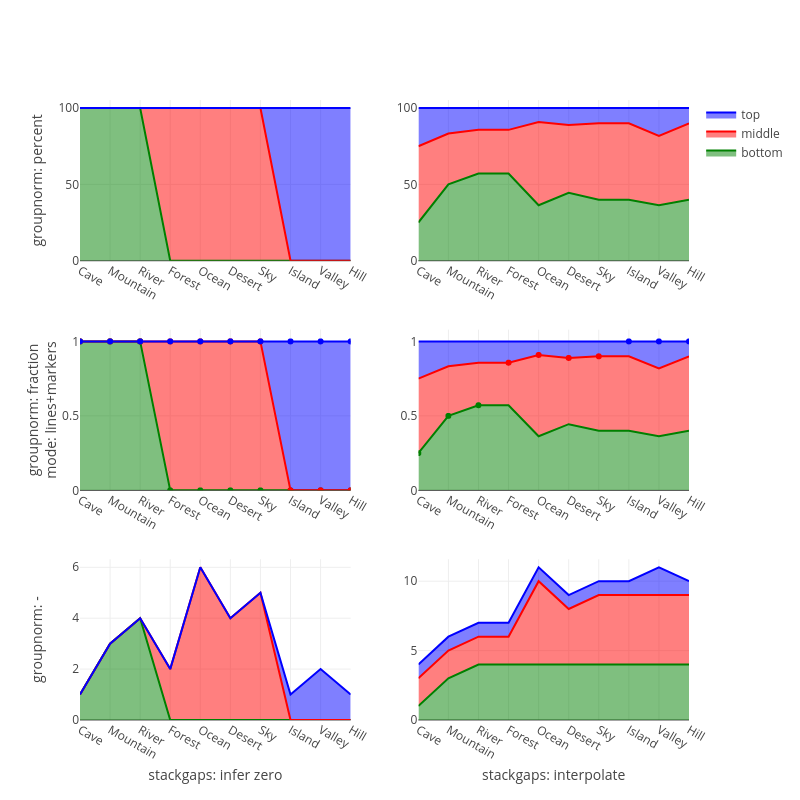 groupnorm: percent
100
50
0
Cave
Mountain
River
Forest
Ocean
Desert
Sky
Island
Valley
Hill
100
50
0
Cave
Mountain
River
Forest
Ocean
Desert
Sky
Island
Valley
Hill
top
middle
bottom
groupnorm: fraction
mode: lines+markers
1
0.5
0
Cave
Mountain
River
Forest
Ocean
Desert
Sky
Island
Valley
Hill
1
0.5
0
Cave
Mountain
River
Forest
Ocean
Desert
Sky
Island
Valley
Hill
groupnorm: -
6
4
2
0
Cave
Mountain
River
Forest
Ocean
Desert
Sky
Island
Valley
Hill
stackgaps: infer zero
10
5
0
Cave
Mountain
River
Forest
Ocean
Desert
Sky
Island
Valley
Hill
stackgaps: interpolate